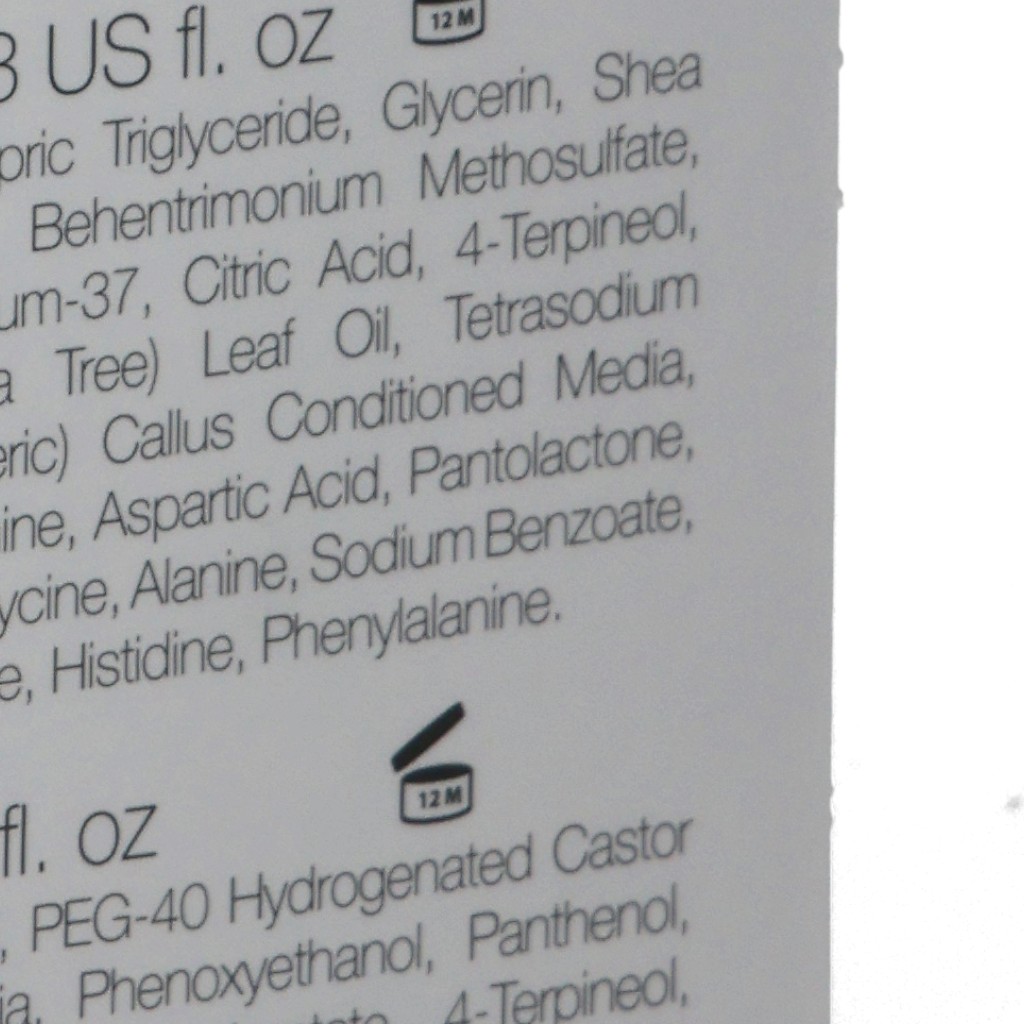 US fl. oz
12 M
Triglyceride, Glycerin, Shea
Behentrimonium Methosulfate,
um-37, Citric Acid, 4-Terpineol,
a Tree) Leaf Oil, Tetrasodium
eric) Callus Conditioned Media,
ine, Aspartic Acid, Pantolactone,
ycine, Alanine, Sodium Benzoate,
e, Histidine, Phenylalanine.
12 M
fl. oz
, PEG-40 Hydrogenated Castor
ia, Phenoxyethanol, Panthenol,
4-Terpineol,